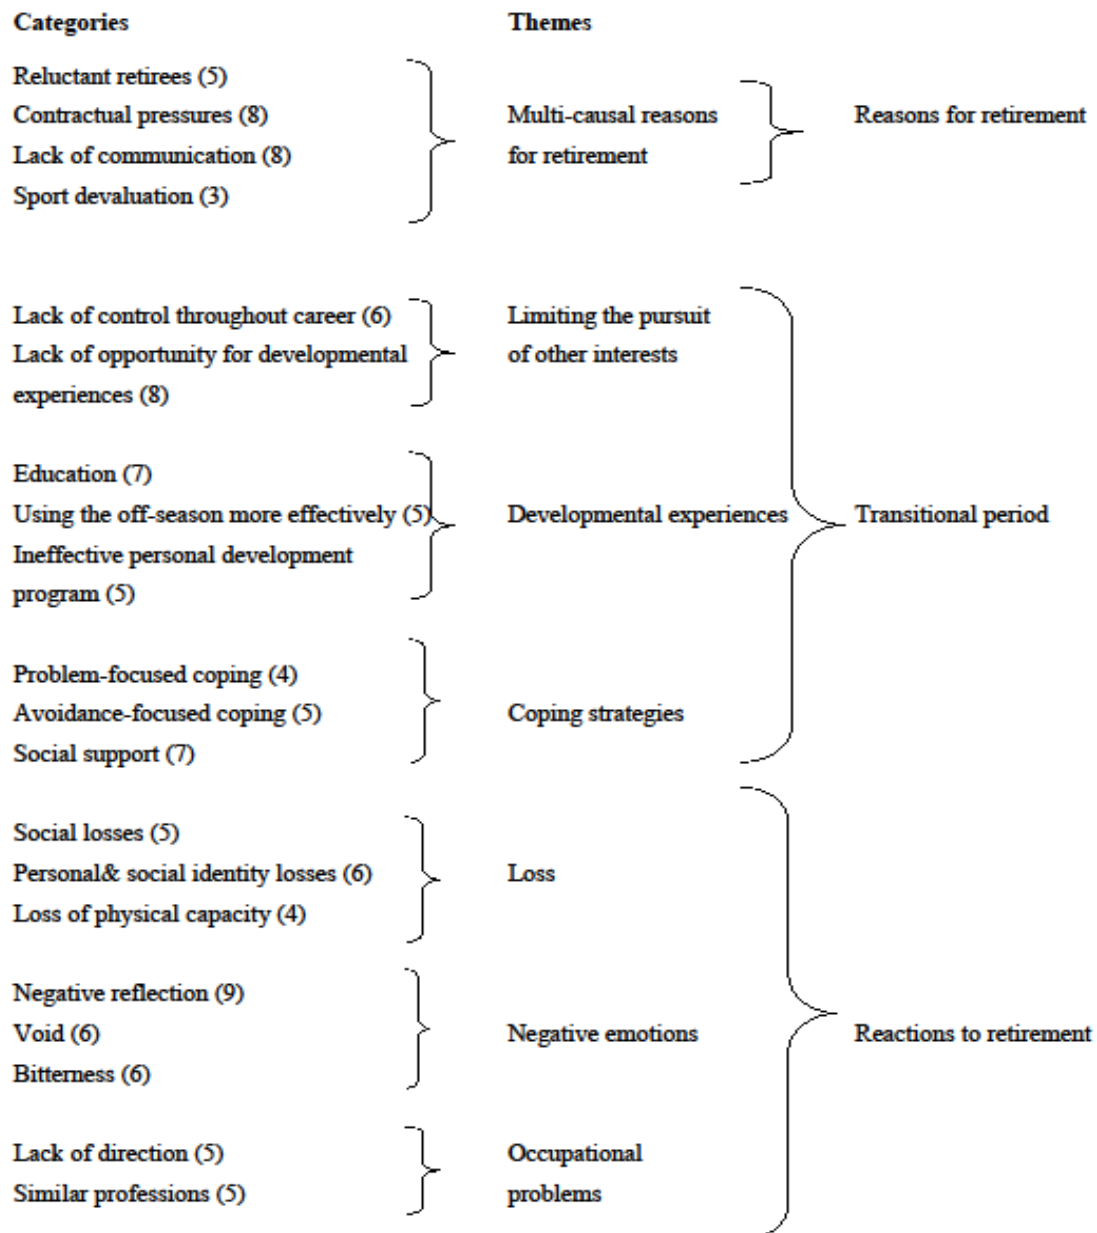 Categories Themes
Reluctant retirees (5)
Contractual pressures (8) Multi-causal reasons Reasons for retirement
Lack of communication (8) for retirement
Sport devaluation (3)
Lack of control throughout career (6) Limiting the pursuit
Lack of opportunity for developmental of other interests
experiences (8)
Education (7)
Using the off-season more effectively (5) Developmental experiences Transitional period
Ineffective personal development
program (5)
Problem-focused coping (4)
Avoidance-focused coping (5) Coping strategies
Social support (7)
Social losses (5)
Personal& social identity losses (6) Loss
Loss of physical capacity (4)
Negative reflection (9)
Void (6) Negative emotions Reactions to retirement
Bitterness (6)
Lack of direction (5) Occupational
Similar professions (5) problems